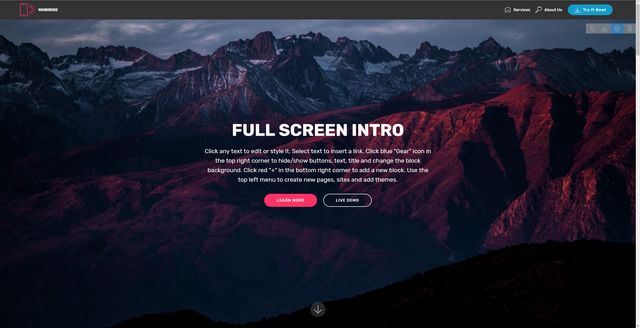 MOBIRISE
Services
About Us
Try It Now!
FULL SCREEN INTRO
Click any text to edit or style it. Select text to insert a link. Click blue "Gear" icon in
the top right corner to hide/show buttons, text, title and change the block
background. Click red "+" in the bottom right corner to add a new block. Use the
top left menu to create new pages, sites and add themes.
LEARN MORE
LIVE DEMO